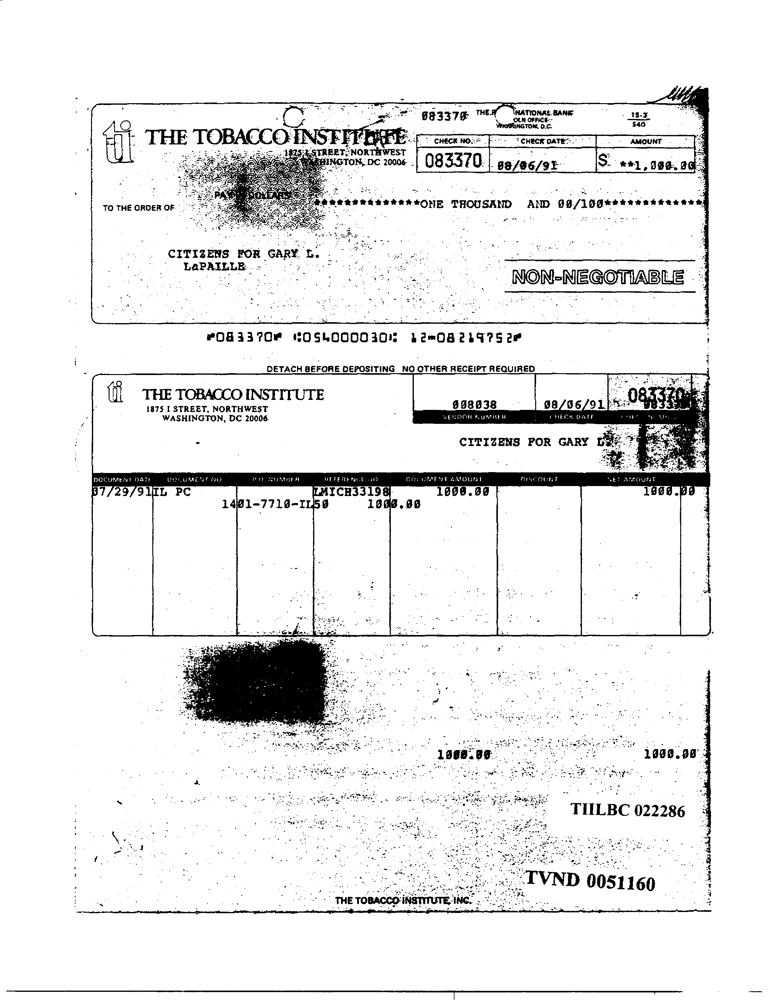 083370 THE NATIONAL BANK
OLN OFFICE
WASHINGTON, D.C.
15-3
540
ti THE TOBACCO INSTITUTE
1875 I STREET, NORTHWEST
WASHINGTON, DC 20006
CHECK NO. CHECK DATE AMOUNT
083370 08/06/91 $ **1,000.00
PAY DOLLARS
**************ONE THOUSAND AND 00/100*************
TO THE ORDER OF
CITIZENS FOR GARY L.
LaPAILLE
NON-NEGOTIABLE
⑈083370⑈ ⑆054000030⑆ 12⑉08219752⑈
DETACH BEFORE DEPOSITING NO OTHER RECEIPT REQUIRED
ti THE TOBACCO INSTITUTE
1875 I STREET, NORTHWEST
WASHINGTON, DC 20006
008038 08/06/91 083370
VENDOR NUMBER CHECK DATE
CITIZENS FOR GARY
DOCUMENT DATE DOCUMENT NO P.O. NUMBER REFERENCE NO DOCUMENT AMOUNT DISCOUNT NET AMOUNT
07/29/91 IL PC LMICH33198 1000.00 1000.00
1401-7710-IL50 1000.00
1000.00 1000.00
TIILBC 022286
TVND 0051160
THE TOBACCO INSTITUTE, INC.